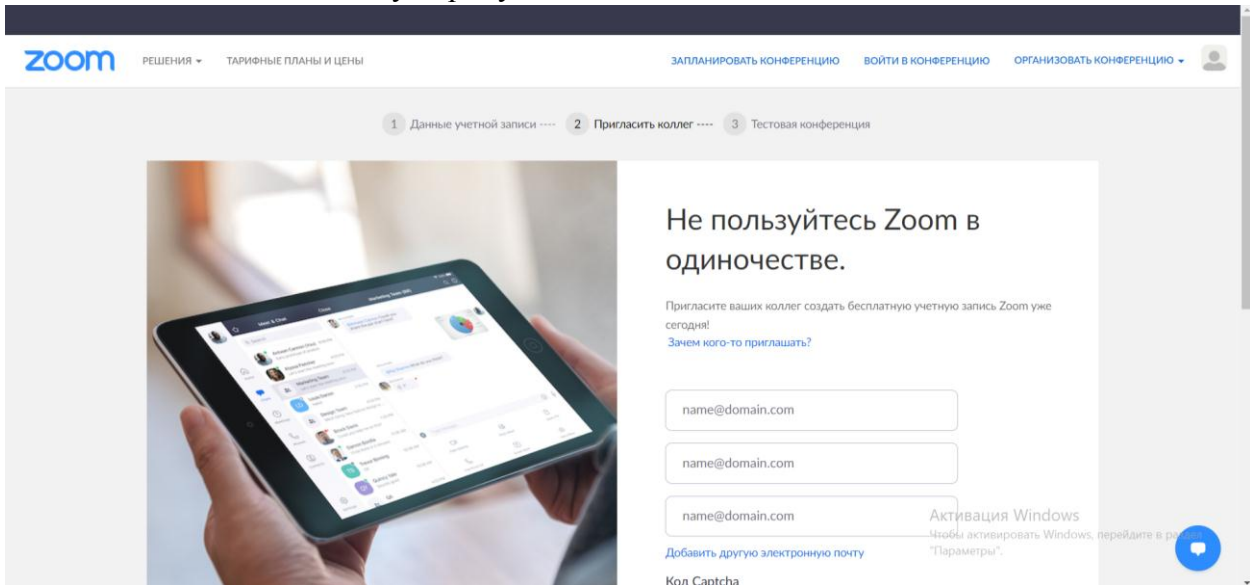 zoom
РЕШЕНИЯ
ТАРИФНЫЕ ПЛАНЫ И ЦЕНЫ
ЗАПЛАНИРОВАТЬ КОНФЕРЕНЦИЮ
ВОЙТИ В КОНФЕРЕНЦИЮ
ОРГАНИЗОВАТЬ КОНФЕРЕНЦИЮ
1 Данные учетной записи ---- 2 Пригласить коллег ---- 3 Тестовая конференция
Не пользуйтесь Zoom в
одиночестве.
Пригласите ваших коллег создать бесплатную учетную запись Zoom уже
сегодня!
Зачем кого-то приглашать?
name@domain.com
name@domain.com
name@domain.com
Добавить другую электронную почту
Код Captcha
Активация Windows
Чтобы активировать Windows, перейдите в раздел
"Параметры".